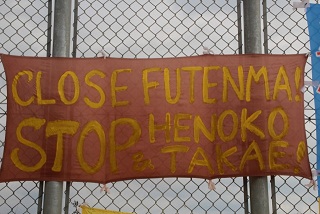 CLOSE FUTENMA!
STOP HENOKO
& TAKAE!